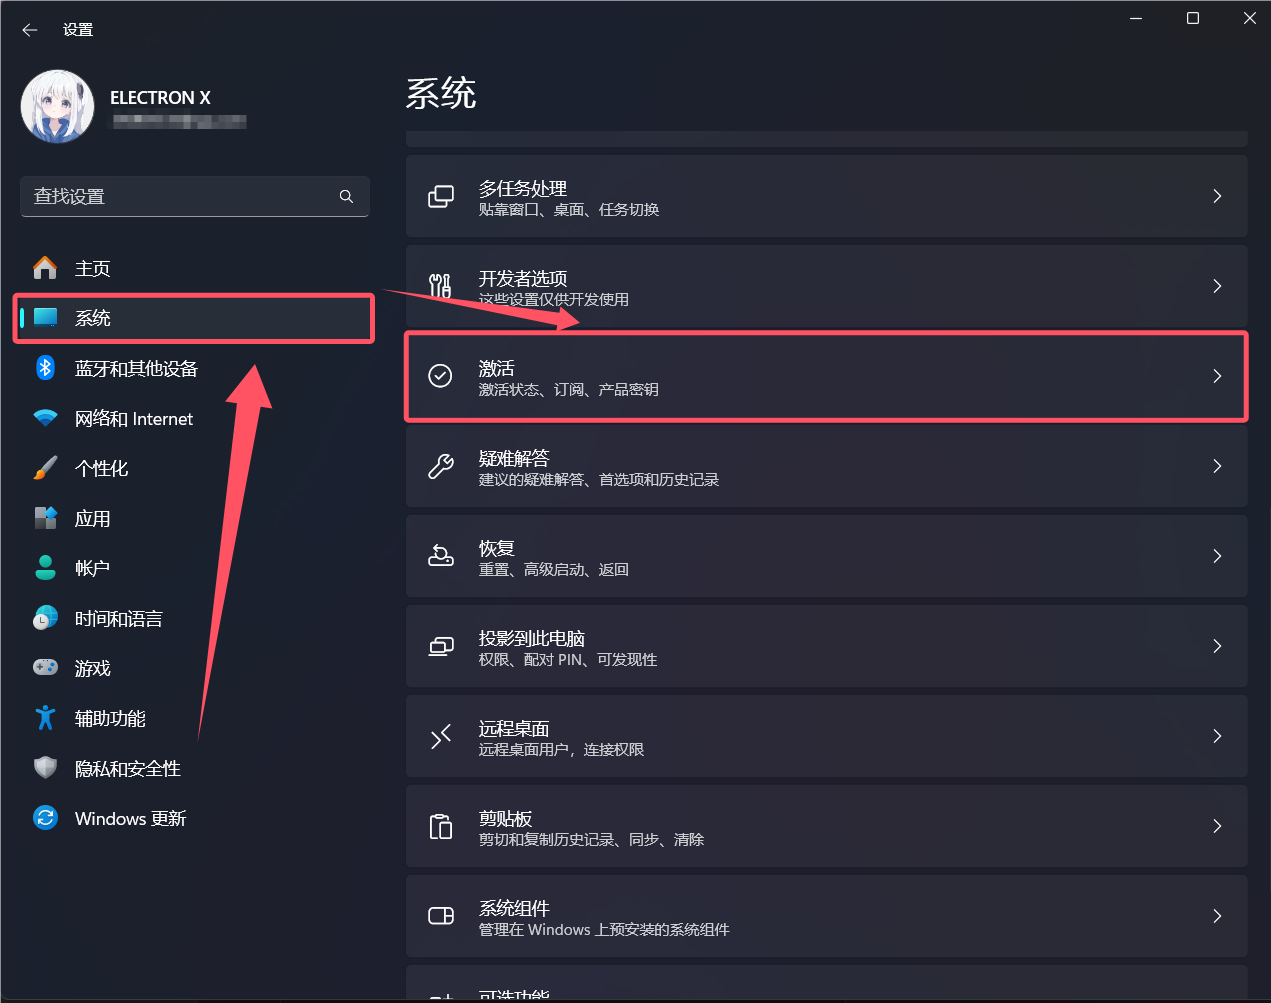 设置
ELECTRON X
查找设置
主页
系统
蓝牙和其他设备
网络和 Internet
个性化
应用
帐户
时间和语言
游戏
辅助功能
隐私和安全性
Windows 更新
系统
多任务处理
贴靠窗口、桌面、任务切换
开发者选项
这些设置仅供开发使用
激活
激活状态、订阅、产品密钥
疑难解答
建议的疑难解答、首选项和历史记录
恢复
重置、高级启动、返回
投影到此电脑
权限、配对 PIN、可发现性
远程桌面
远程桌面用户，连接权限
剪贴板
剪切和复制历史记录、同步、清除
系统组件
管理在 Windows 上预安装的系统组件
可选功能